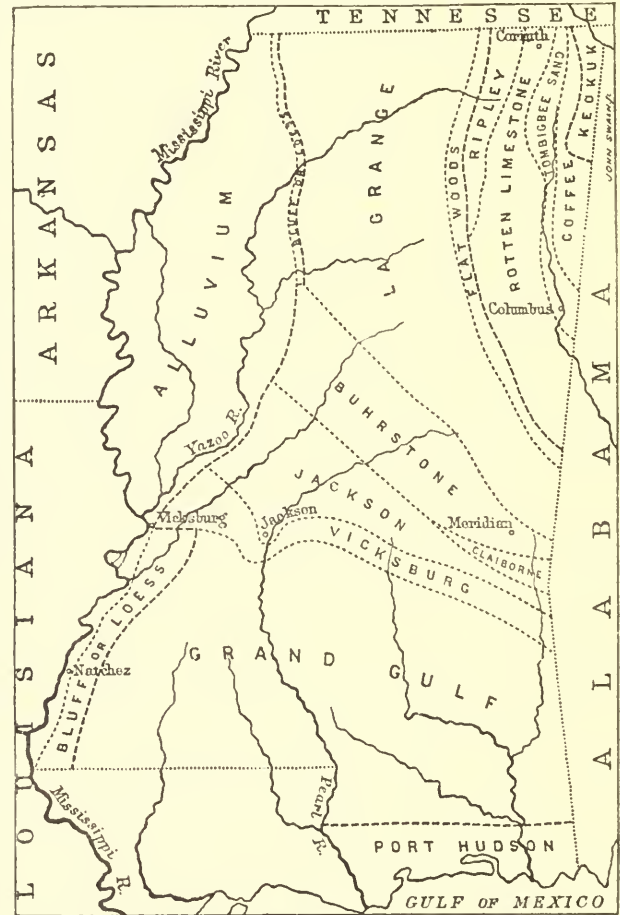 TENNESSEE
ARKANSAS
Mississippi River
Corinth
KEOKUK
TOMBIGBEE SAND
RIPLEY
ROTTEN LIMESTONE
COFFEE
FLAT WOODS
LA GRANGE
ALLUVIUM
Columbus
ALABAMA
Yazoo R.
BUHRSTONE
JACKSON
Vicksburg
Jackson
Meridian
CLAIBORNE
VICKSBURG
LOUISIANA
BLUFF OR LOESS
Natchez
GRAND GULF
Mississippi R.
Pearl R.
PORT HUDSON
GULF OF MEXICO